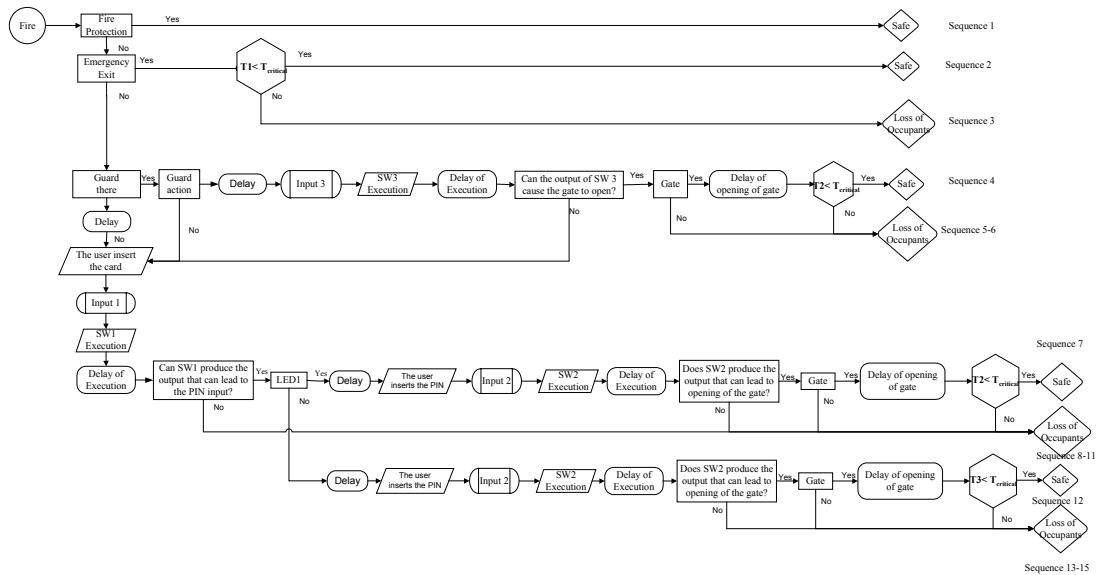 Fire
Fire
Protection
Yes
Safe
Sequence 1
No
Emergency
Exit
Yes
T1< Tcritical
Yes
Safe
Sequence 2
No
No
Loss of
Occupants
Sequence 3
Guard
there
Yes
Guard
action
Delay
Input 3
SW3
Execution
Delay of
Execution
Can the output of SW 3
cause the gate to open?
Yes
Gate
Yes
Delay of
opening of gate
T2< Tcritical
Yes
Safe
Sequence 4
No
No
No
No
Loss of
Occupants
Sequence 5-6
Delay
No
The user insert
the card
Input 1
SW1
Execution
Delay of
Execution
Can SW1 produce the
output that can lead to
the PIN input?
Yes
LED1
Yes
Delay
The user
inserts the PIN
Input 2
SW2
Execution
Delay of
Execution
Does SW2 produce the
output that can lead to
opening of the gate?
Yes
Gate
Yes
Delay of opening
of gate
T2< Tcritical
Yes
Safe
Sequence 7
No
No
No
No
No
Loss of
Occupants
Sequence 8-11
Delay
The user
inserts the PIN
Input 2
SW2
Execution
Delay of
Execution
Does SW2 produce the
output that can lead to
opening of the gate?
Yes
Gate
Yes
Delay of opening
of gate
T3< Tcritical
Yes
Safe
Sequence 12
No
No
No
Loss of
Occupants
Sequence 13-15